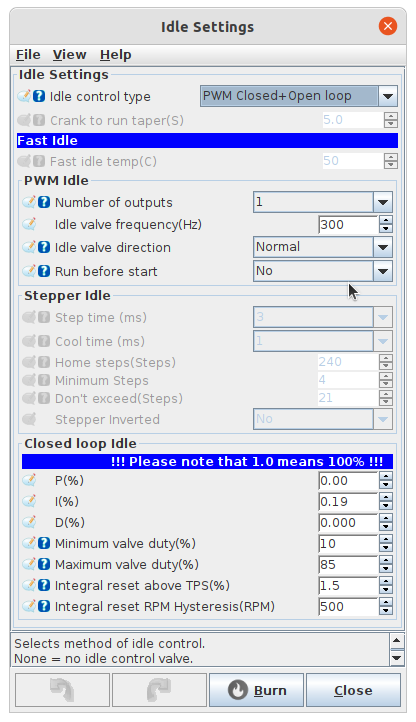 Idle Settings
File View Help
Idle Settings
Idle control type PWM Closed+Open loop
Crank to run taper(S) 5.0
Fast Idle
Fast idle temp(C) 50
PWM Idle
Number of outputs 1
Idle valve frequency(Hz) 300
Idle valve direction Normal
Run before start No
Stepper Idle
Step time (ms) 3
Cool time (ms) 1
Home steps(Steps) 240
Minimum Steps 4
Don't exceed(Steps) 21
Stepper Inverted No
Closed loop Idle
!!! Please note that 1.0 means 100% !!!
P(%) 0.00
I(%) 0.19
D(%) 0.000
Minimum valve duty(%) 10
Maximum valve duty(%) 85
Integral reset above TPS(%) 1.5
Integral reset RPM Hysteresis(RPM) 500
Selects method of idle control.
None = no idle control valve.
Burn Close